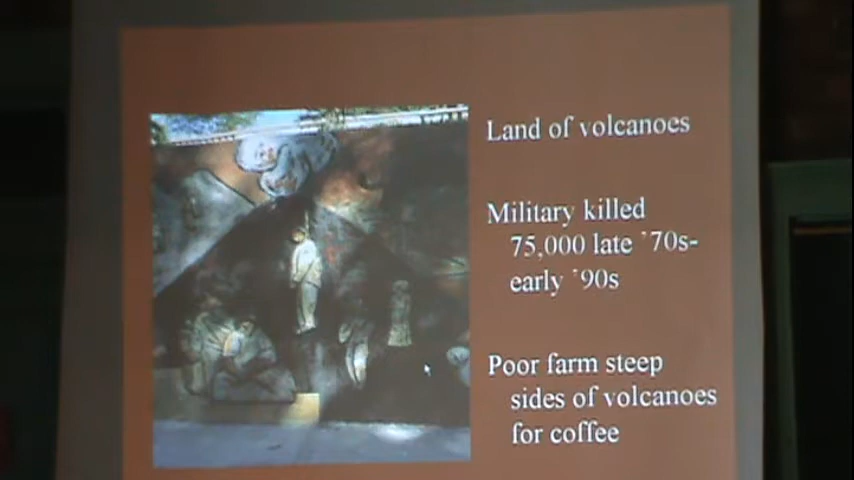 Land of volcanoes
Military killed
75,000 late `70s-
early `90s
Poor farm steep
sides of volcanoes
for coffee